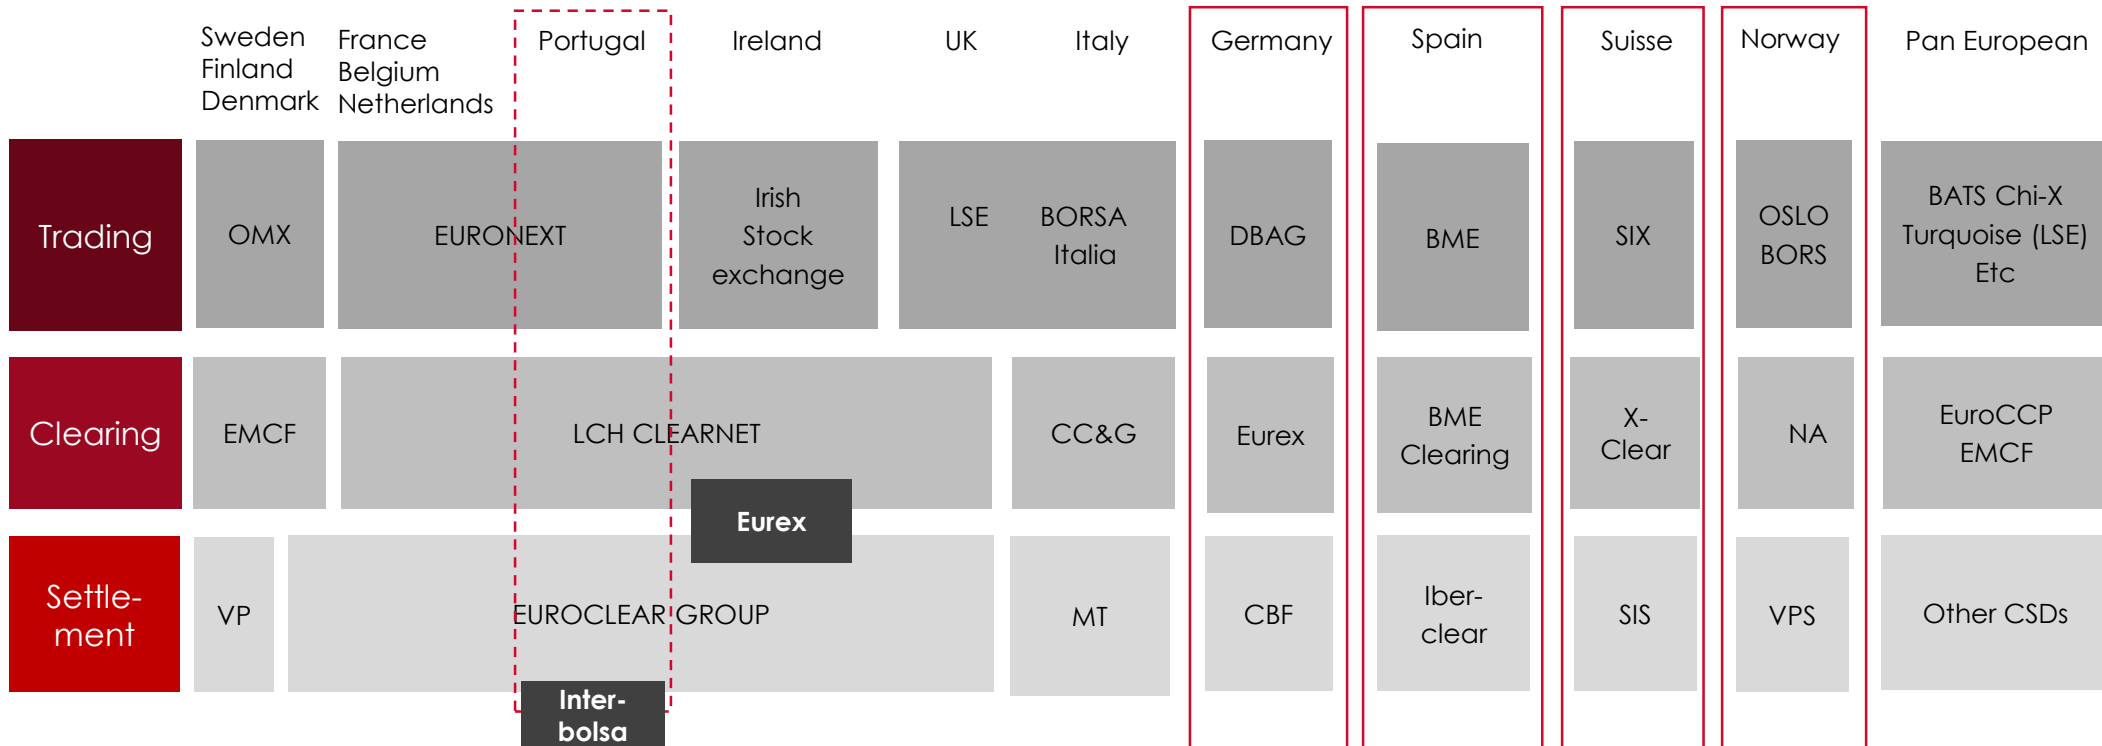 Sweden
Finland
Denmark
France
Belgium
Netherlands
Portugal
Ireland
UK
Italy
Germany
Spain
Suisse
Norway
Pan European
Trading
OMX
EURONEXT
Irish
Stock
exchange
LSE
BORSA
Italia
DBAG
BME
SIX
OSLO
BORS
BATS Chi-X
Turquoise (LSE)
Etc
Clearing
EMCF
LCH CLEARNET
CC&G
Eurex
BME
Clearing
X-
Clear
NA
EuroCCP
EMCF
Eurex
Settle-
ment
VP
EUROCLEAR GROUP
MT
CBF
Iber-
clear
SIS
VPS
Other CSDs
Inter-
bolsa